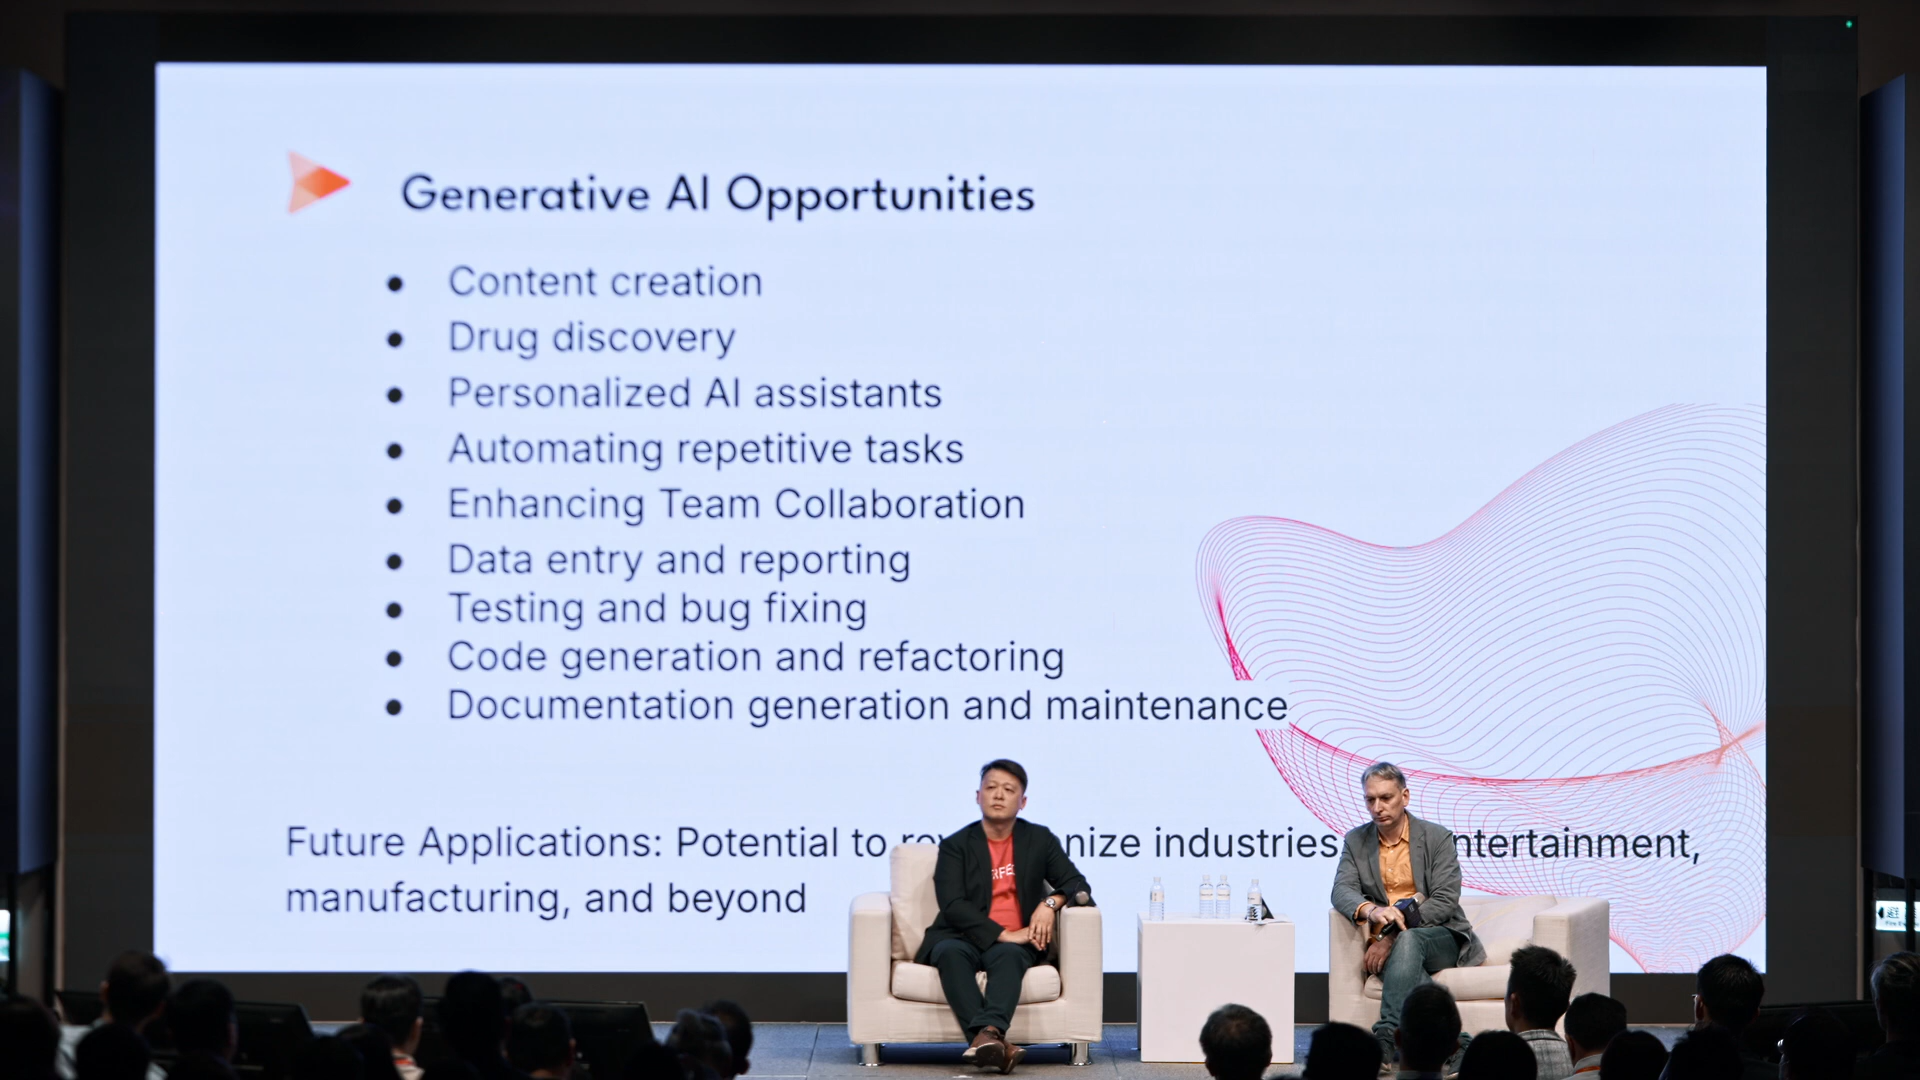 Generative AI Opportunities
• Content creation
• Drug discovery
• Personalized AI assistants
• Automating repetitive tasks
• Enhancing Team Collaboration
• Data entry and reporting
• Testing and bug fixing
• Code generation and refactoring
• Documentation generation and maintenance
Future Applications: Potential to industries
manufacturing, and beyond